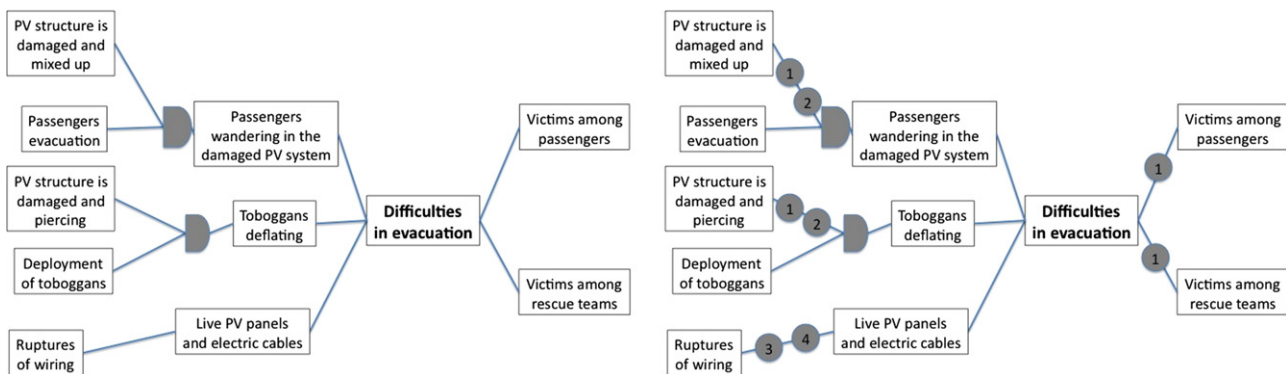 PV structure is
damaged and
mixed up
Passengers
evacuation
Passengers
wandering in the
damaged PV system
PV structure is
damaged and
piercing
Toboggans
deflating
Deployment
of toboggans
Ruptures
of wiring
Live PV panels
and electric cables
Difficulties
in evacuation
Victims among
passengers
Victims among
rescue teams
PV structure is
damaged and
mixed up
1
2
Passengers
evacuation
Passengers
wandering in the
damaged PV system
PV structure is
damaged and
piercing
1
2
Toboggans
deflating
Deployment
of toboggans
Ruptures
of wiring
3
4
Live PV panels
and electric cables
Difficulties
in evacuation
1
Victims among
passengers
1
Victims among
rescue teams